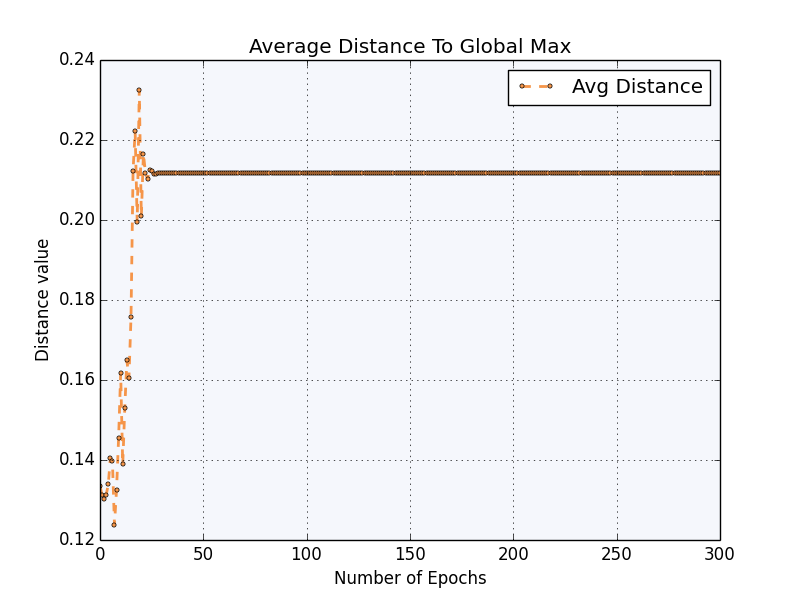 Average Distance To Global Max
Avg Distance
0.24
0.22
0.20
0.18
0.16
0.14
0.12
Distance value
0 50 100 150 200 250 300
Number of Epochs